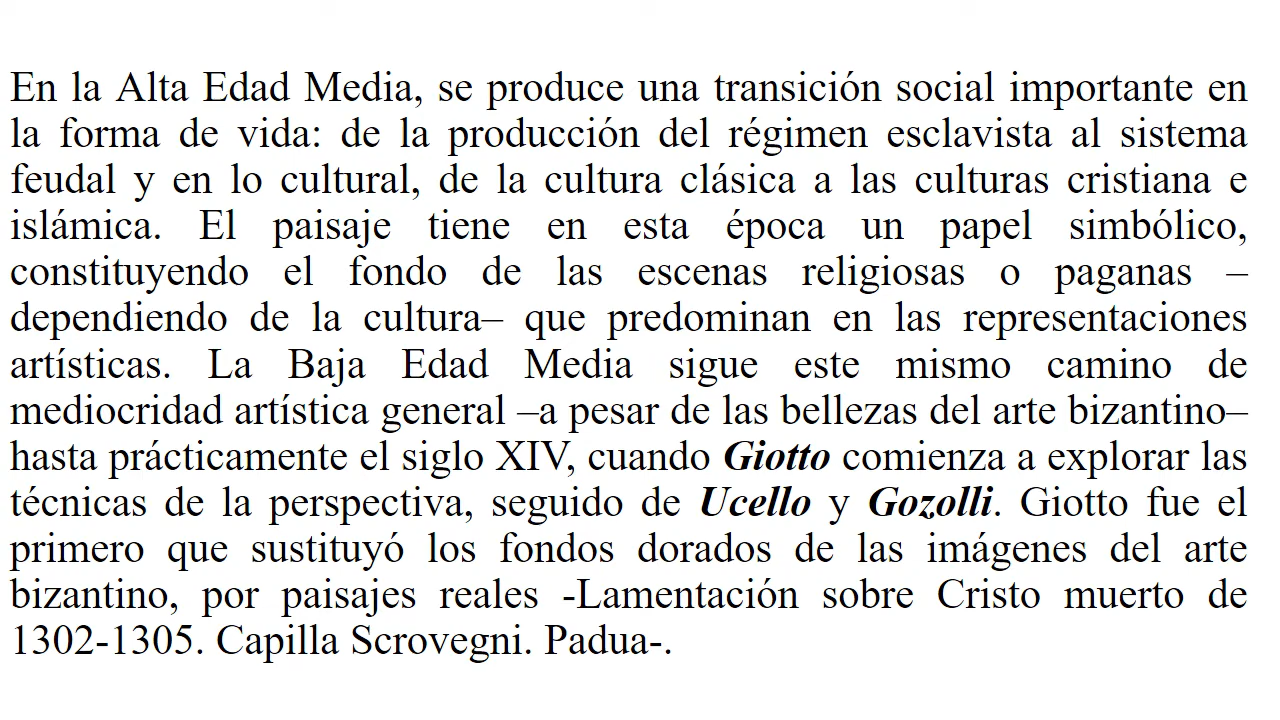 En la Alta Edad Media, se produce una transición social importante en
la forma de vida: de la producción del régimen esclavista al sistema
feudal y en lo cultural, de la cultura clásica a las culturas cristiana e
islámica. El paisaje tiene en esta época un papel simbólico,
constituyendo el fondo de las escenas religiosas o paganas –
dependiendo de la cultura– que predominan en las representaciones
artísticas. La Baja Edad Media sigue este mismo camino de
mediocridad artística general –a pesar de las bellezas del arte bizantino–
hasta prácticamente el siglo XIV, cuando Giotto comienza a explorar las
técnicas de la perspectiva, seguido de Ucello y Gozolli. Giotto fue el
primero que sustituyó los fondos dorados de las imágenes del arte
bizantino, por paisajes reales -Lamentación sobre Cristo muerto de
1302-1305. Capilla Scrovegni. Padua-.